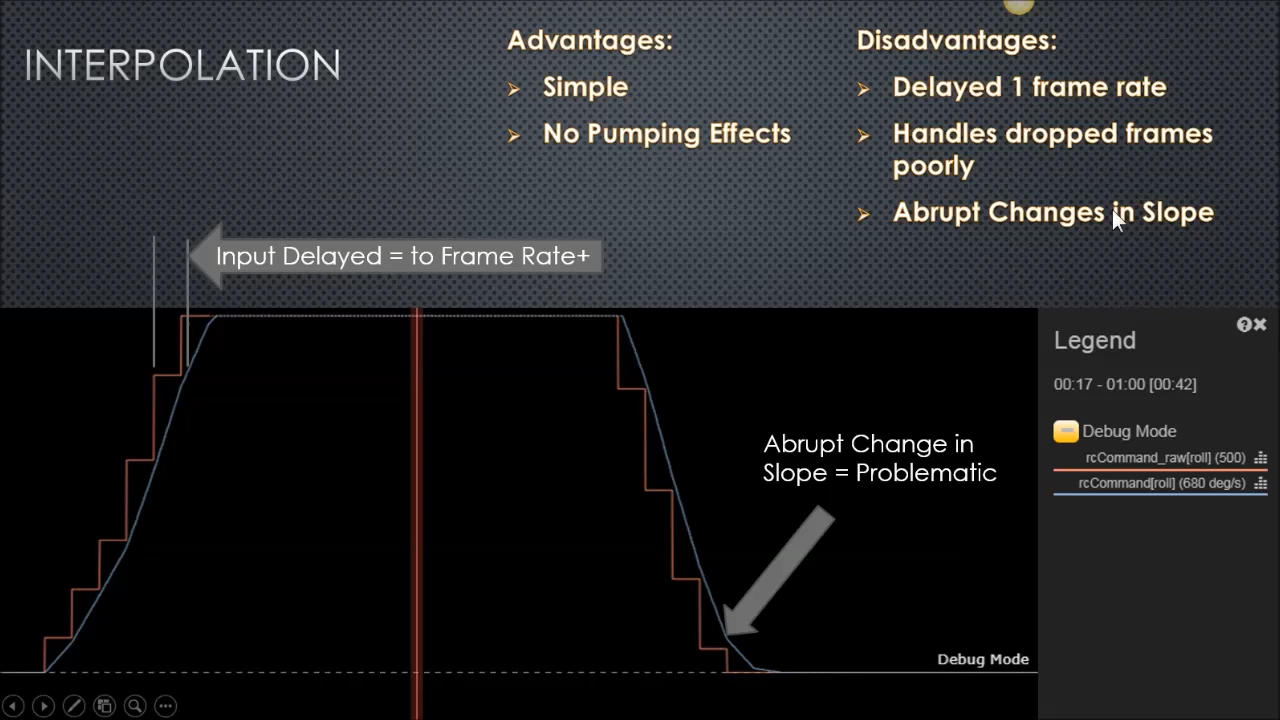 INTERPOLATION
Advantages:
Simple
No Pumping Effects
Disadvantages:
Delayed 1 frame rate
Handles dropped frames
poorly
Abrupt Changes in Slope
Input Delayed = to Frame Rate+
Abrupt Change in
Slope = Problematic
Debug Mode
Legend
00:17 - 01:00 [00:42]
Debug Mode
rcCommand_raw[roll] (500)
rcCommand[roll] (680 deg/s)